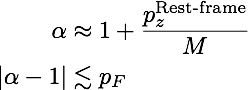 α ≈ 1 + p_z^{Rest-frame} / M
|α − 1| ≲ p_F